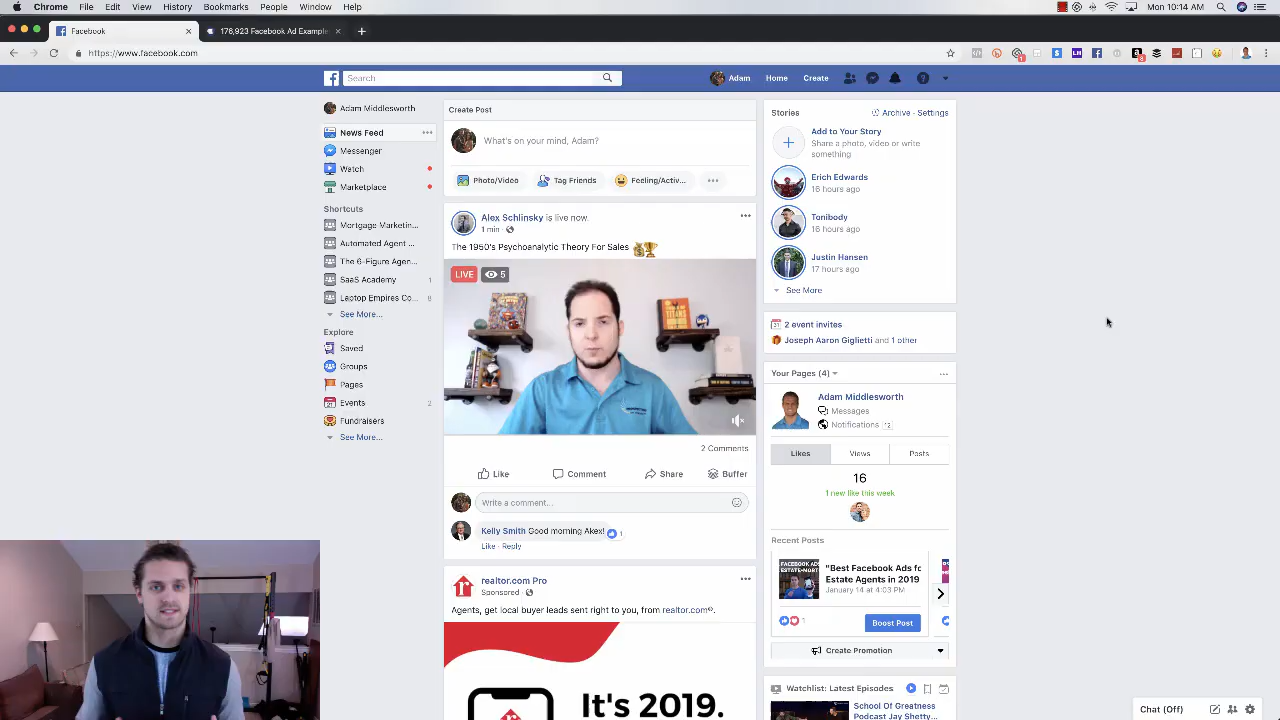 Chrome File Edit View History Bookmarks People Window Help
Mon 10:14 AM
Facebook
176,923 Facebook Ad Example
https://www.facebook.com
Search
Adam Home Create
Adam Middlesworth
News Feed
Messenger
Watch
Marketplace
Shortcuts
Mortgage Marketin...
Automated Agent ...
The 6-Figure Agen...
SaaS Academy 1
Laptop Empires Co... 8
See More...
Explore
Saved
Groups
Pages
Events 2
Fundraisers
See More...
Create Post
What's on your mind, Adam?
Photo/Video Tag Friends Feeling/Activ...
Alex Schlinsky is live now.
1 min ·
The 1950's Psychoanalytic Theory For Sales
LIVE 5
TITANS
2 Comments
Like Comment Share Buffer
Write a comment...
Kelly Smith Good morning Akex! 1
Like · Reply
realtor.com Pro
Sponsored ·
Agents, get local buyer leads sent right to you, from realtor.com®.
It's 2019.
Stories
Archive · Settings
Add to Your Story
Share a photo, video or write
something
Erich Edwards
16 hours ago
Tonibody
16 hours ago
Justin Hansen
17 hours ago
See More
2 event invites
Joseph Aaron Giglietti and 1 other
Your Pages (4)
Adam Middlesworth
Messages
Notifications 12
Likes Views Posts
16
1 new like this week
Recent Posts
"Best Facebook Ads fo
Estate Agents in 2019
January 14 at 4:03 PM
1
Boost Post
Create Promotion
Watchlist: Latest Episodes
School Of Greatness
Podcast Jay Shetty...
Chat (Off)